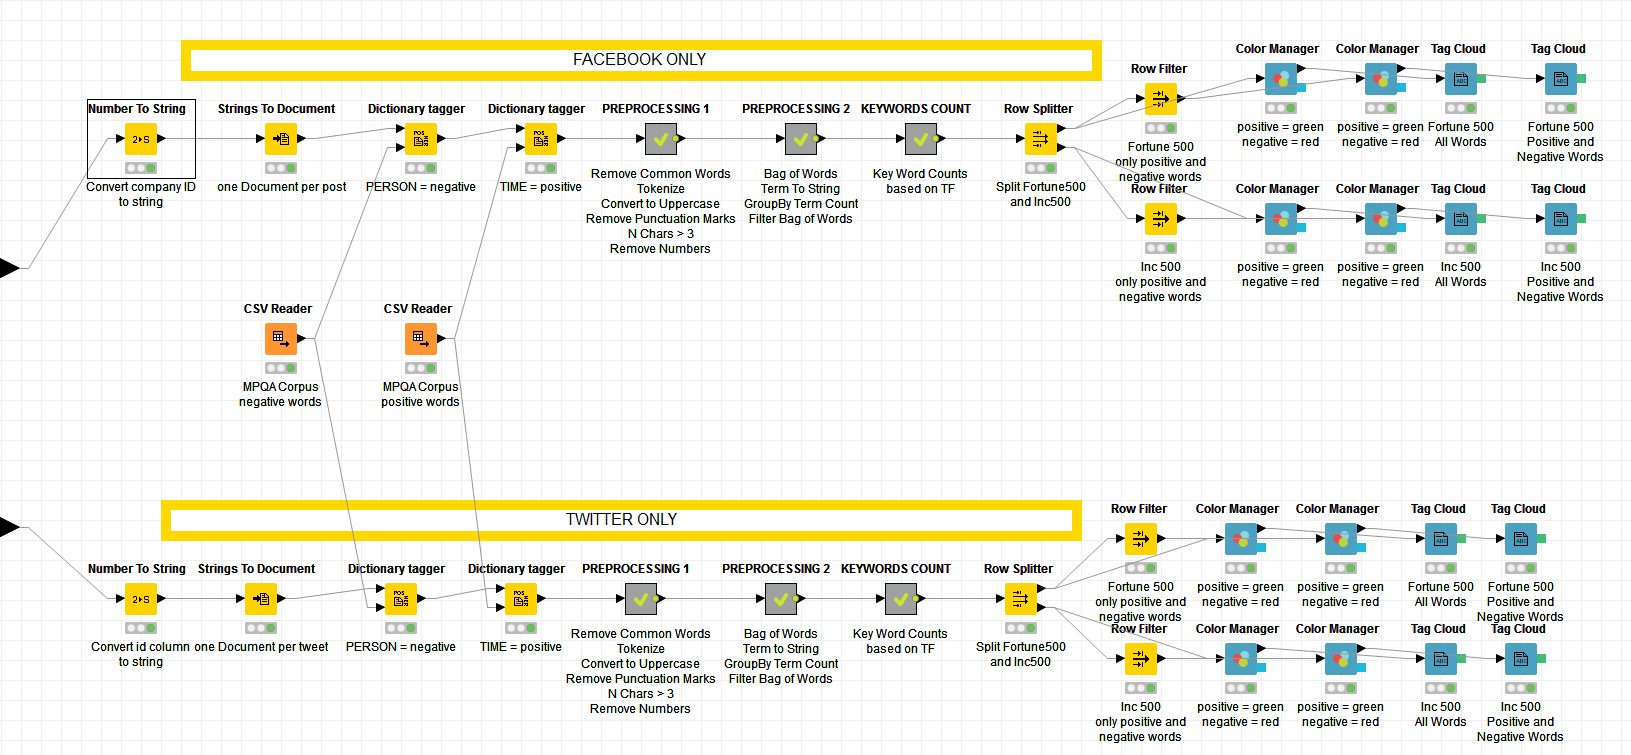 FACEBOOK ONLY
Number To String
Convert company ID
to string
Strings To Document
one Document per post
Dictionary tagger
PERSON = negative
Dictionary tagger
TIME = positive
PREPROCESSING 1
Remove Common Words
Tokenize
Convert to Uppercase
Remove Punctuation Marks
N Chars > 3
Remove Numbers
PREPROCESSING 2
Bag of Words
Term To String
GroupBy Term Count
Filter Bag of Words
KEYWORDS COUNT
Key Word Counts
based on TF
Row Splitter
Split Fortune500
and Inc500
Row Filter
Fortune 500
only positive and
negative words
Color Manager
positive = green
negative = red
Color Manager
positive = green
negative = red
Tag Cloud
Fortune 500
All Words
Tag Cloud
Fortune 500
Positive and
Negative Words
Row Filter
Inc 500
only positive and
negative words
Color Manager
positive = green
negative = red
Color Manager
positive = green
negative = red
Tag Cloud
Inc 500
All Words
Tag Cloud
Inc 500
Positive and
Negative Words
CSV Reader
MPQA Corpus
negative words
CSV Reader
MPQA Corpus
positive words
TWITTER ONLY
Number To String
Convert id column
to string
Strings To Document
one Document per tweet
Dictionary tagger
PERSON = negative
Dictionary tagger
TIME = positive
PREPROCESSING 1
Remove Common Words
Tokenize
Convert to Uppercase
Remove Punctuation Marks
N Chars > 3
Remove Numbers
PREPROCESSING 2
Bag of Words
Term to String
GroupBy Term Count
Filter Bag of Words
KEYWORDS COUNT
Key Word Counts
based on TF
Row Splitter
Split Fortune500
and Inc500
Row Filter
Fortune 500
only positive and
negative words
Color Manager
positive = green
negative = red
Color Manager
positive = green
negative = red
Tag Cloud
Fortune 500
All Words
Tag Cloud
Fortune 500
Positive and
Negative Words
Row Filter
Inc 500
only positive and
negative words
Color Manager
positive = green
negative = red
Color Manager
positive = green
negative = red
Tag Cloud
Inc 500
All Words
Tag Cloud
Inc 500
Positive and
Negative Words